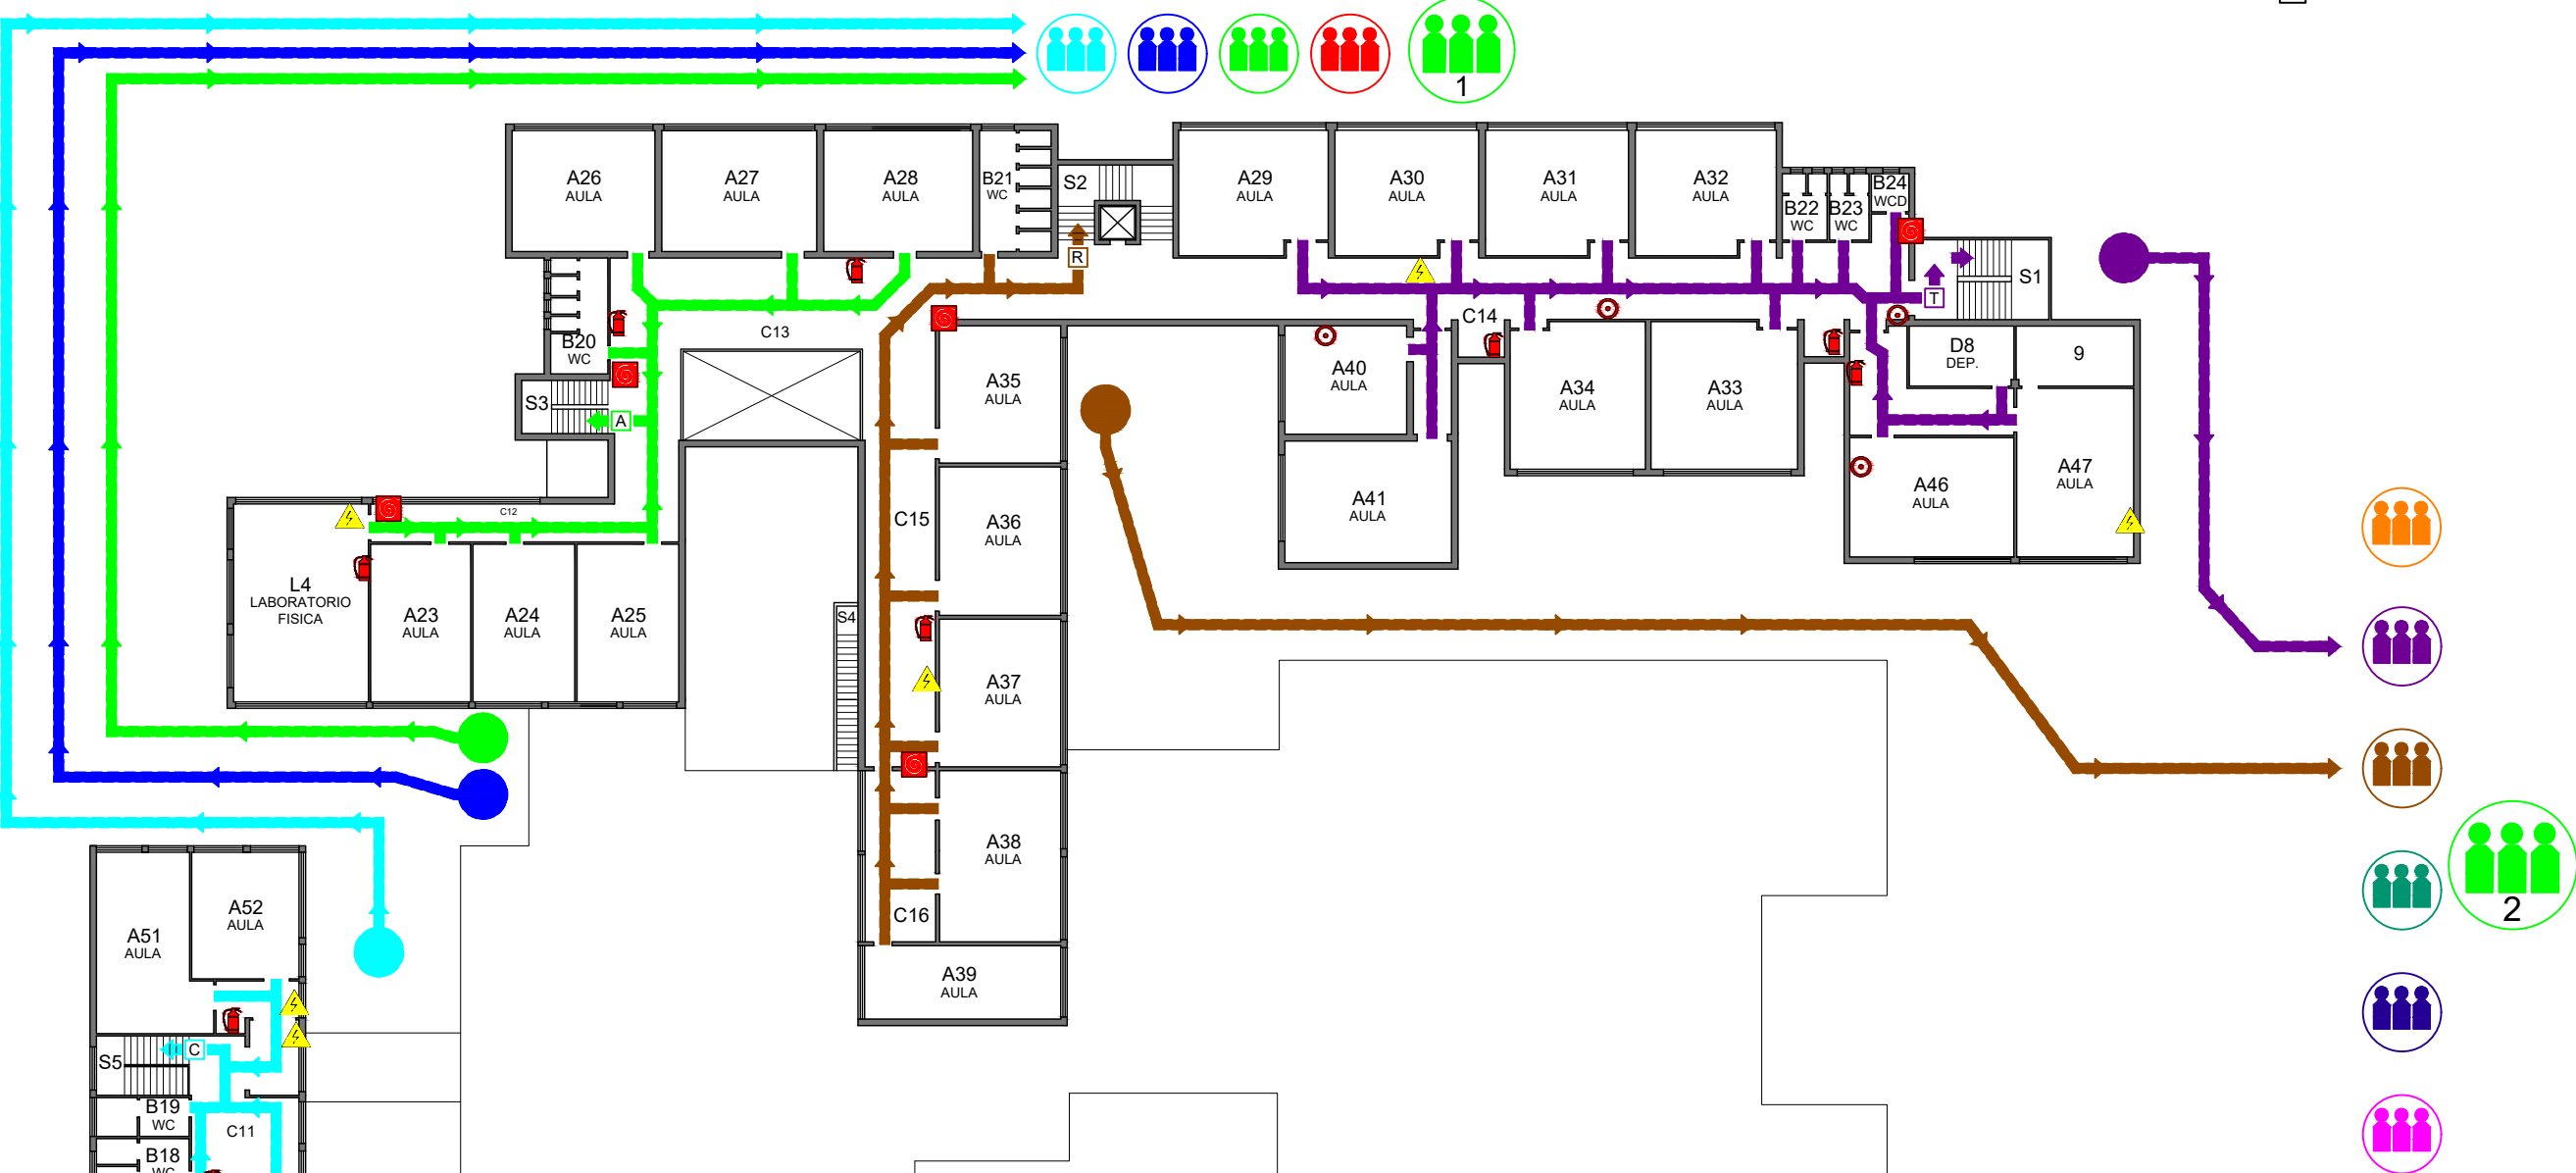 1
A26
AULA
A27
AULA
A28
AULA
B21
WC
S2
R
A29
AULA
A30
AULA
A31
AULA
A32
AULA
B22
WC
B23
WC
B24
WCD
S1
T
B20
WC
C13
S3
A
C14
A35
AULA
A40
AULA
A34
AULA
A33
AULA
D8
DEP.
9
A41
AULA
A46
AULA
A47
AULA
C12
C15
A36
AULA
L4
LABORATORIO
FISICA
A23
AULA
A24
AULA
A25
AULA
S4
A37
AULA
A38
AULA
C16
A39
AULA
2
A51
AULA
A52
AULA
C
S5
B19
WC
C11
B18
WC